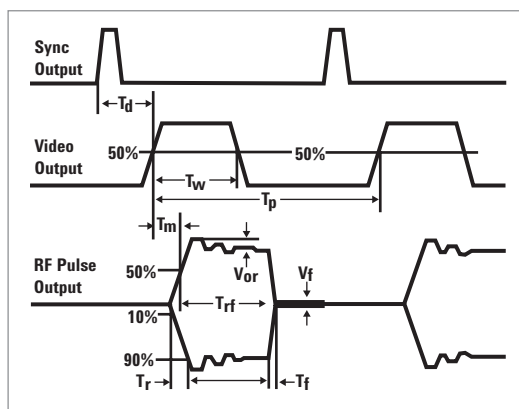 Sync
Output
Td
Video
Output
50%
50%
Tw
Tp
Tm
RF Pulse
Output
50%
Vor
Vf
Trf
10%
90%
Tr
Tf